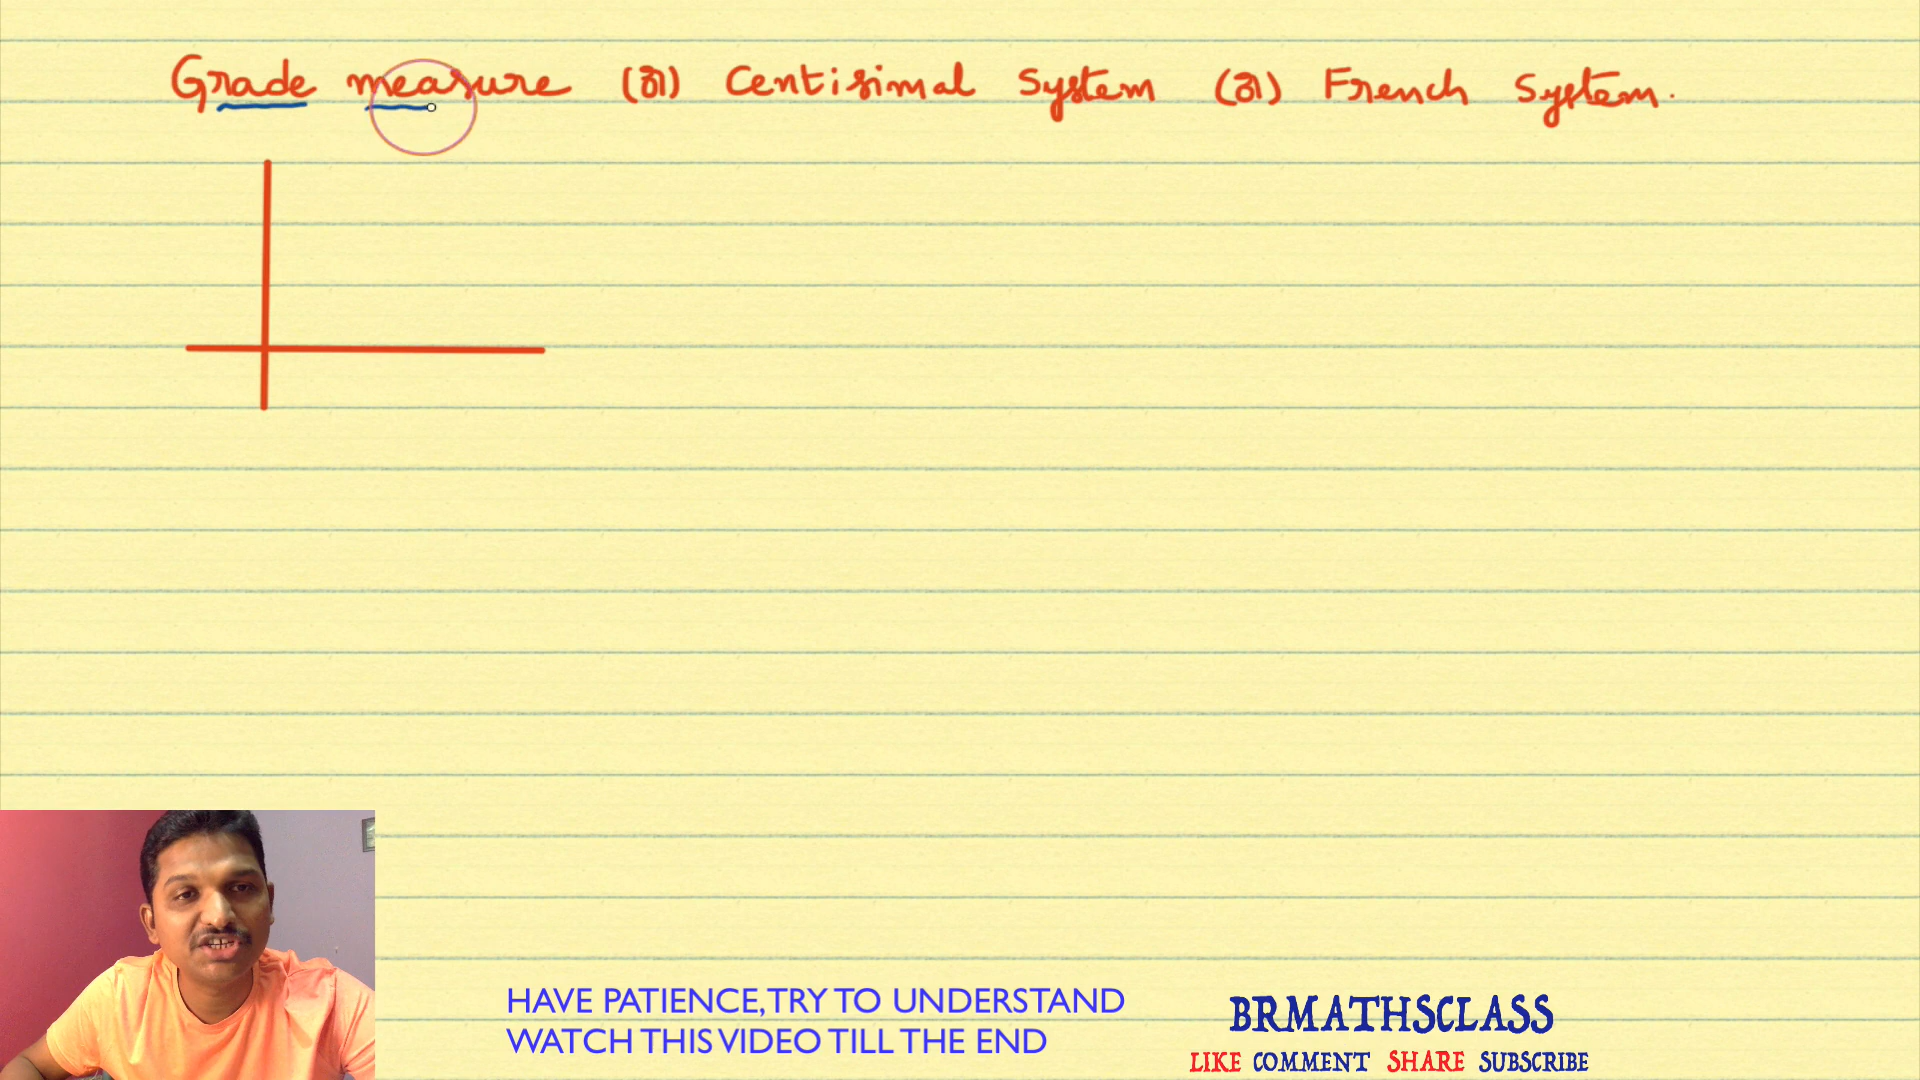 Grade measure (or) Centisimal System (or) French System.
HAVE PATIENCE,TRY TO UNDERSTAND
WATCH THIS VIDEO TILL THE END
BRMATHSCLASS
LIKE COMMENT SHARE SUBSCRIBE